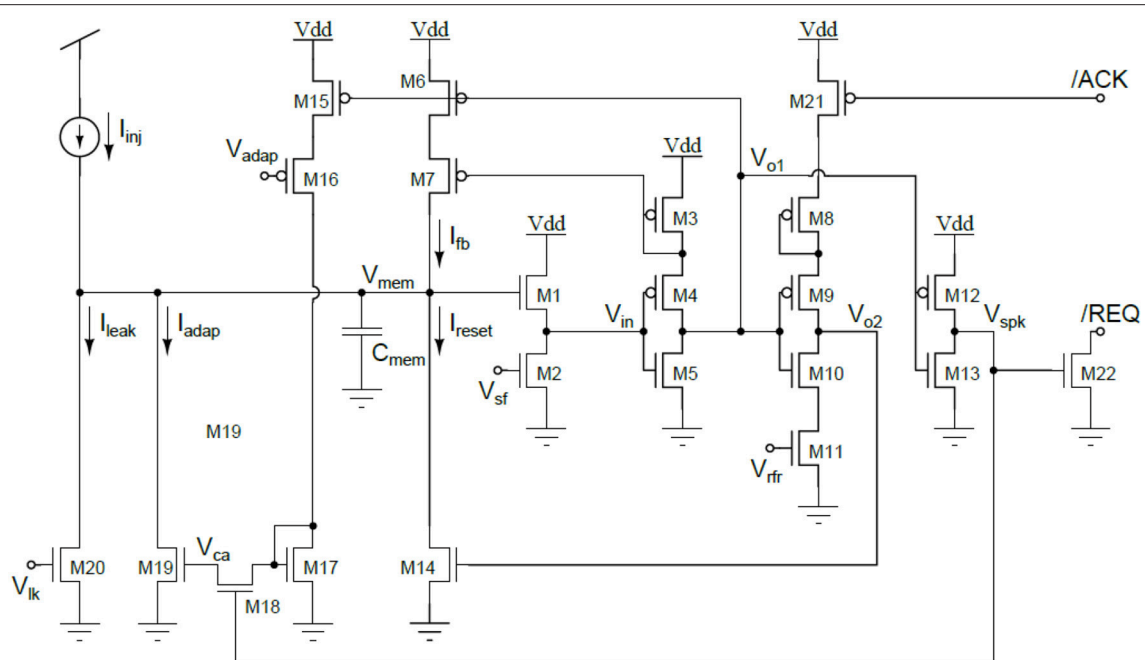 Vdd Vdd Vdd
M6
M15 M21 /ACK
I_inj
V_adap Vdd V_o1
M16 M7 M3 M8
I_fb Vdd Vdd
V_mem M1 M4 M9 M12
I_leak I_adap I_reset V_in V_o2 V_spk /REQ
C_mem M2 M5 M10 M13 M22
V_sf
M19 M11
V_rfr
V_ca
M20 M19 M17 M14
V_lk M18